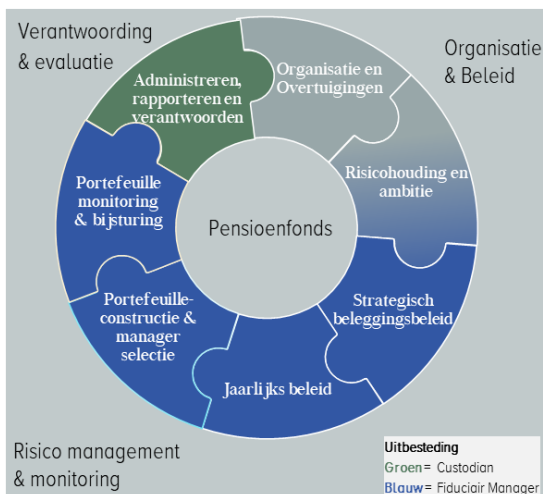 Verantwoording
& evaluatie
Organisatie
& Beleid
Organisatie en
Overtuigingen
Risicohouding en
ambitie
Strategisch
beleggingsbeleid
Jaarlijks beleid
Portefeuille-
constructie &
manager
selectie
Portefeuille
monitoring
& bijsturing
Administreren,
rapporteren en
verantwoorden
Pensioenfonds
Risico management
& monitoring
Uitbesteding
Groen = Custodian
Blauw = Fiduciair Manager